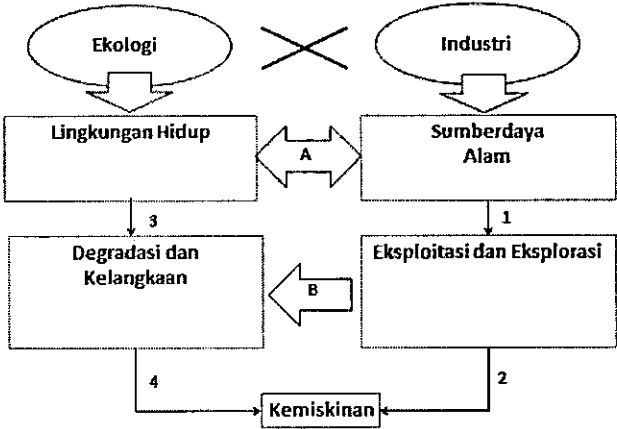 Ekologi
Industri
Lingkungan Hidup
A
Sumberdaya
Alam
3
1
Degradasi dan
Kelangkaan
B
Eksploitasi dan Eksplorasi
4
2
Kemiskinan